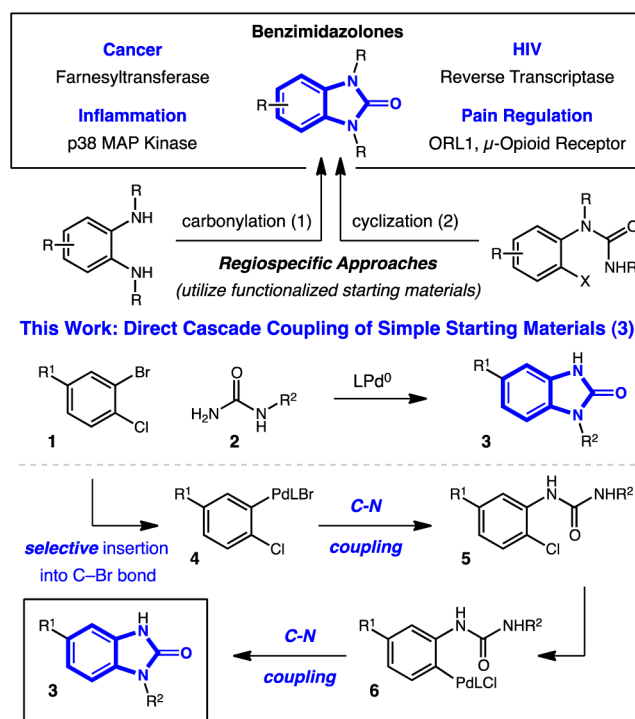 Benzimidazolones
Cancer
Farnesyltransferase
Inflammation
p38 MAP Kinase
R
R
N
O
N
R
HIV
Reverse Transcriptase
Pain Regulation
ORL1, μ-Opioid Receptor
R
NH
R
NH
R
carbonylation (1)
cyclization (2)
Regiospecific Approaches
(utilize functionalized starting materials)
R
N
O
R
NHR
X
This Work: Direct Cascade Coupling of Simple Starting Materials (3)
R¹
Br
Cl
1
O
H₂N
N
H
R²
2
LPd⁰
R¹
H
N
O
N
R²
3
selective insertion
into C–Br bond
R¹
PdLBr
Cl
4
C-N
coupling
R¹
H
N
NHR²
O
Cl
5
R¹
H
N
O
N
R²
3
C-N
coupling
R¹
H
N
NHR²
O
PdLCl
6